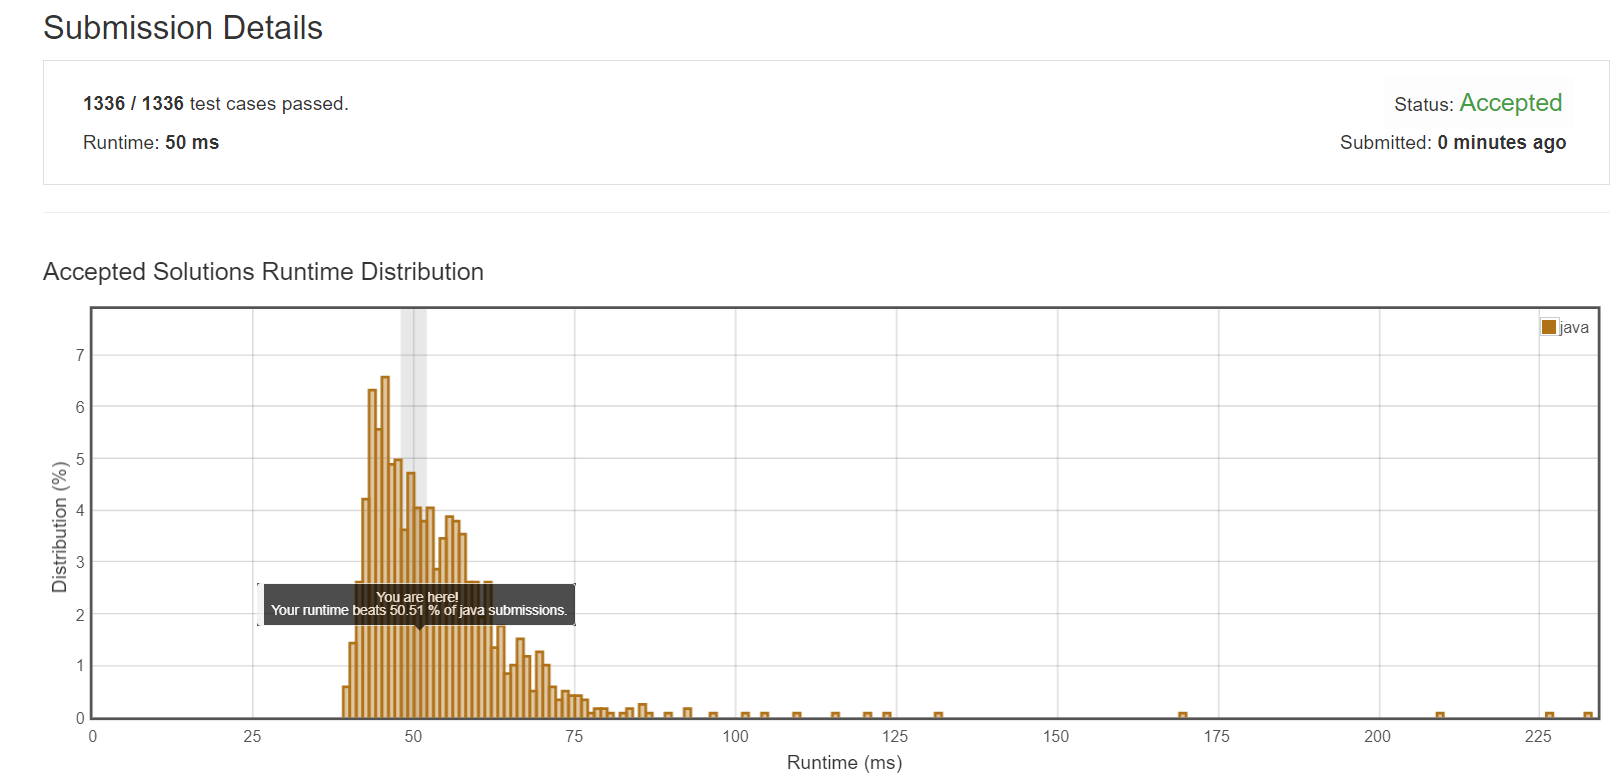 Submission Details
1336 / 1336 test cases passed.
Status: Accepted
Runtime: 50 ms
Submitted: 0 minutes ago
Accepted Solutions Runtime Distribution
java
7
6
5
4
3
2
1
0
Distribution (%)
You are here!
Your runtime beats 50.51 % of java submissions.
0 25 50 75 100 125 150 175 200 225
Runtime (ms)